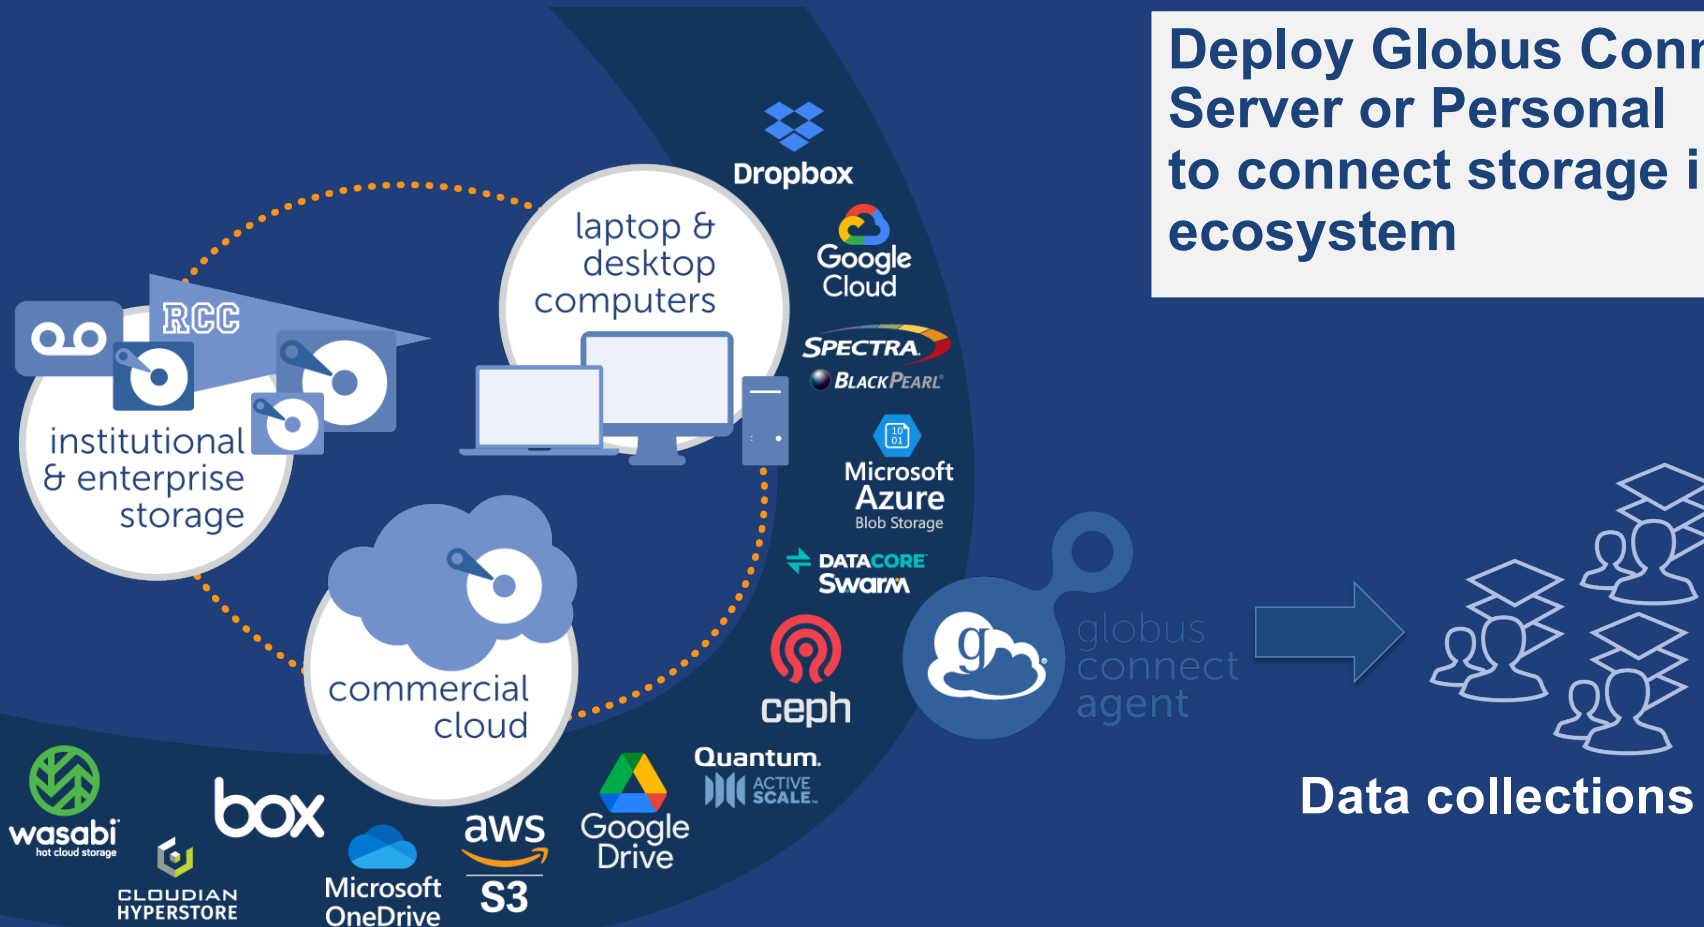 Deploy Globus Conn
Server or Personal
to connect storage i
ecosystem
Dropbox
laptop &
desktop
computers
Google
Cloud
RCC
SPECTRA
BLACKPEARL
institutional
& enterprise
storage
10
01
Microsoft
Azure
Blob Storage
DATACORE
Swarm
g
globus
connect
agent
commercial
cloud
ceph
Quantum.
ACTIVE
SCALE
Data collections
wasabi
hot cloud storage
box
aws
S3
Google
Drive
CLOUDIAN
HYPERSTORE
Microsoft
OneDrive